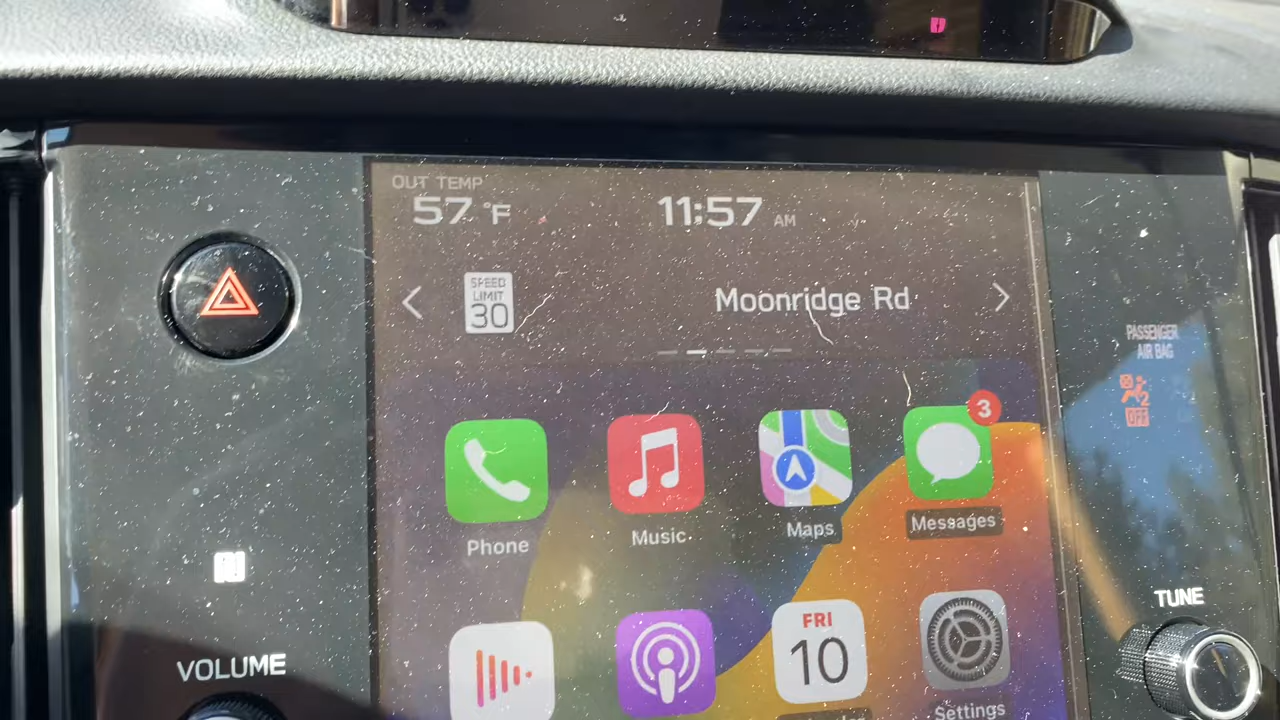 OUT TEMP
57 °F
11:57 AM
SPEED
LIMIT
30
Moonridge Rd
PASSENGER
AIR BAG
2
OFF
3
Phone
Music
Maps
Messages
TUNE
VOLUME
FRI
10
Settings